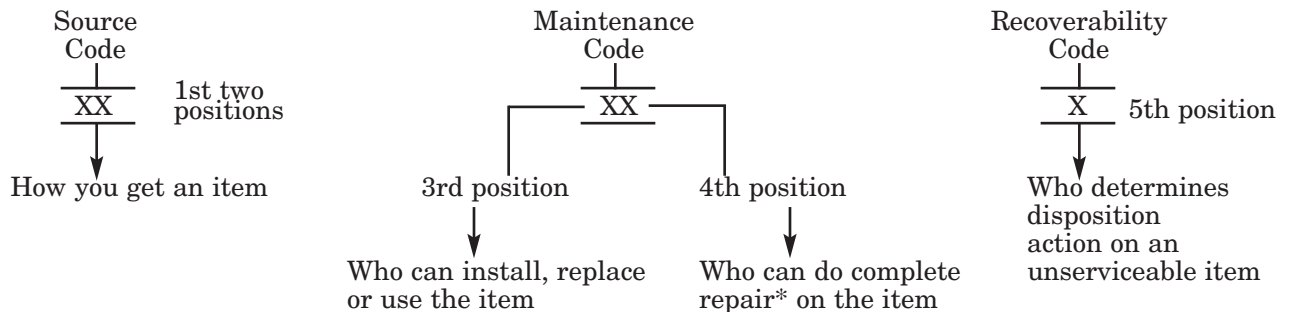 Source
Code
XX
1st two
positions
How you get an item
Maintenance
Code
XX
3rd position
Who can install, replace
or use the item
4th position
Who can do complete
repair* on the item
Recoverability
Code
X
5th position
Who determines
disposition
action on an
unserviceable item